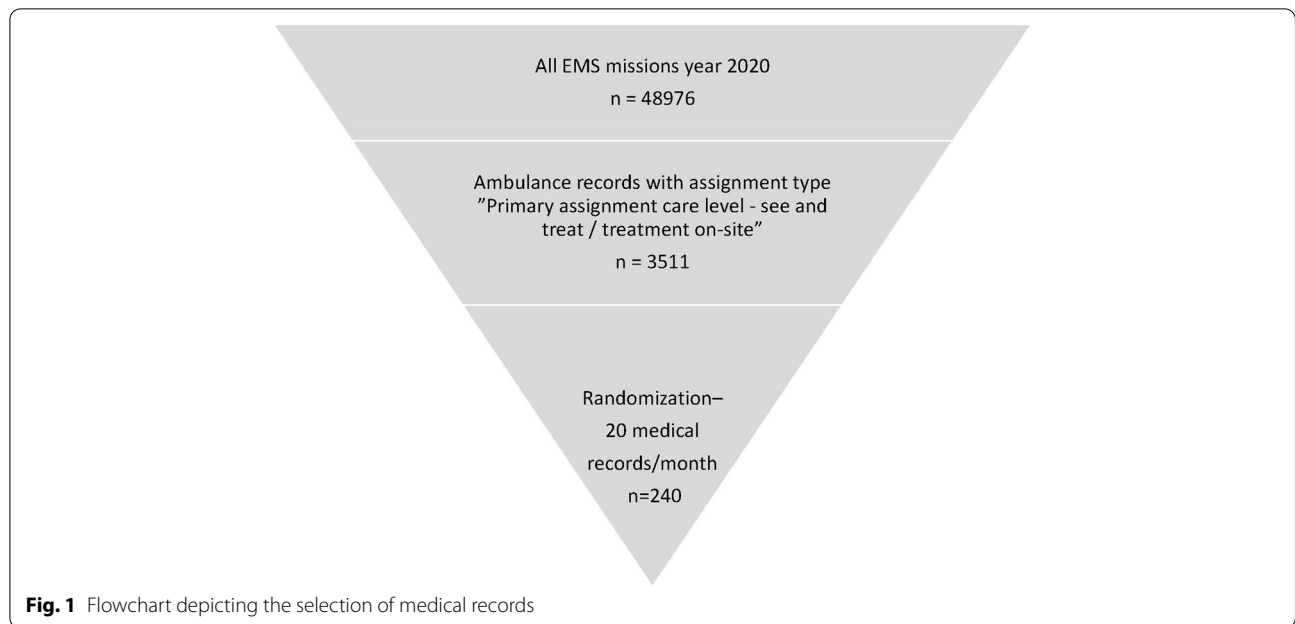 All EMS missions year 2020
n = 48976
Ambulance records with assignment type
”Primary assignment care level - see and
treat / treatment on-site”
n = 3511
Randomization–
20 medical
records/month
n=240
Fig. 1 Flowchart depicting the selection of medical records